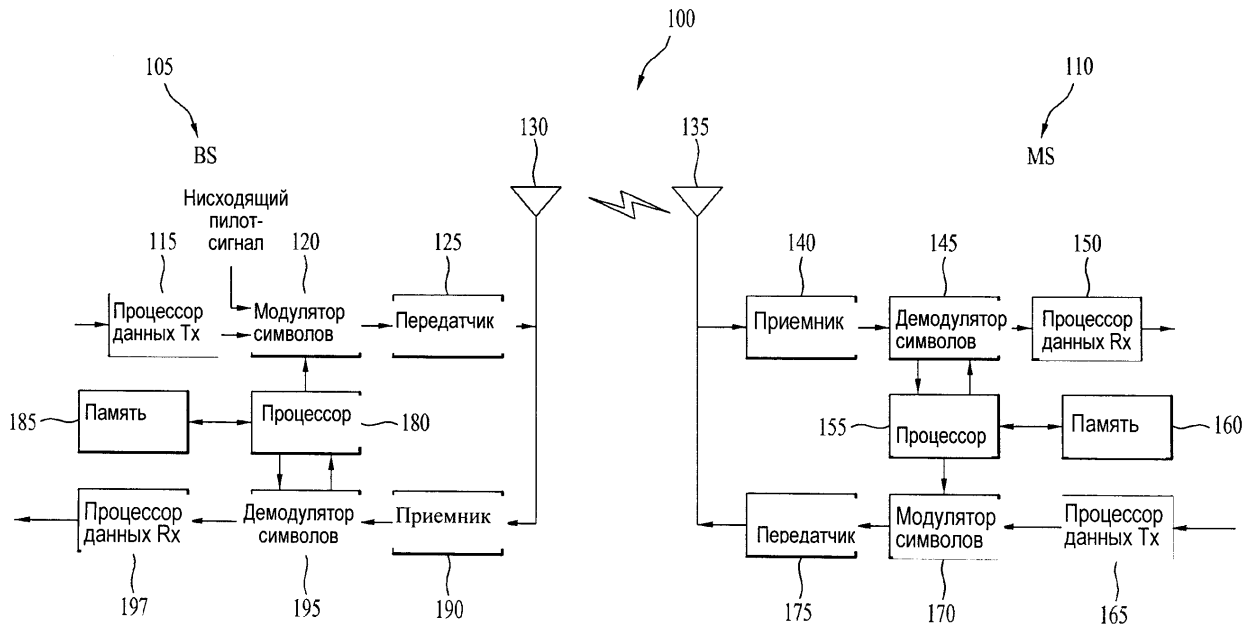 100
105
110
130
135
BS
MS
Нисходящий
пилот-
сигнал
115
120
125
140
145
150
Процессор
данных Tx
Модулятор
символов
Передатчик
Приемник
Демодулятор
символов
Процессор
данных Rx
185
Память
Процессор
180
155
Процессор
Память
160
Процессор
данных Rx
Демодулятор
символов
Приемник
Передатчик
Модулятор
символов
Процессор
данных Tx
197
195
190
175
170
165